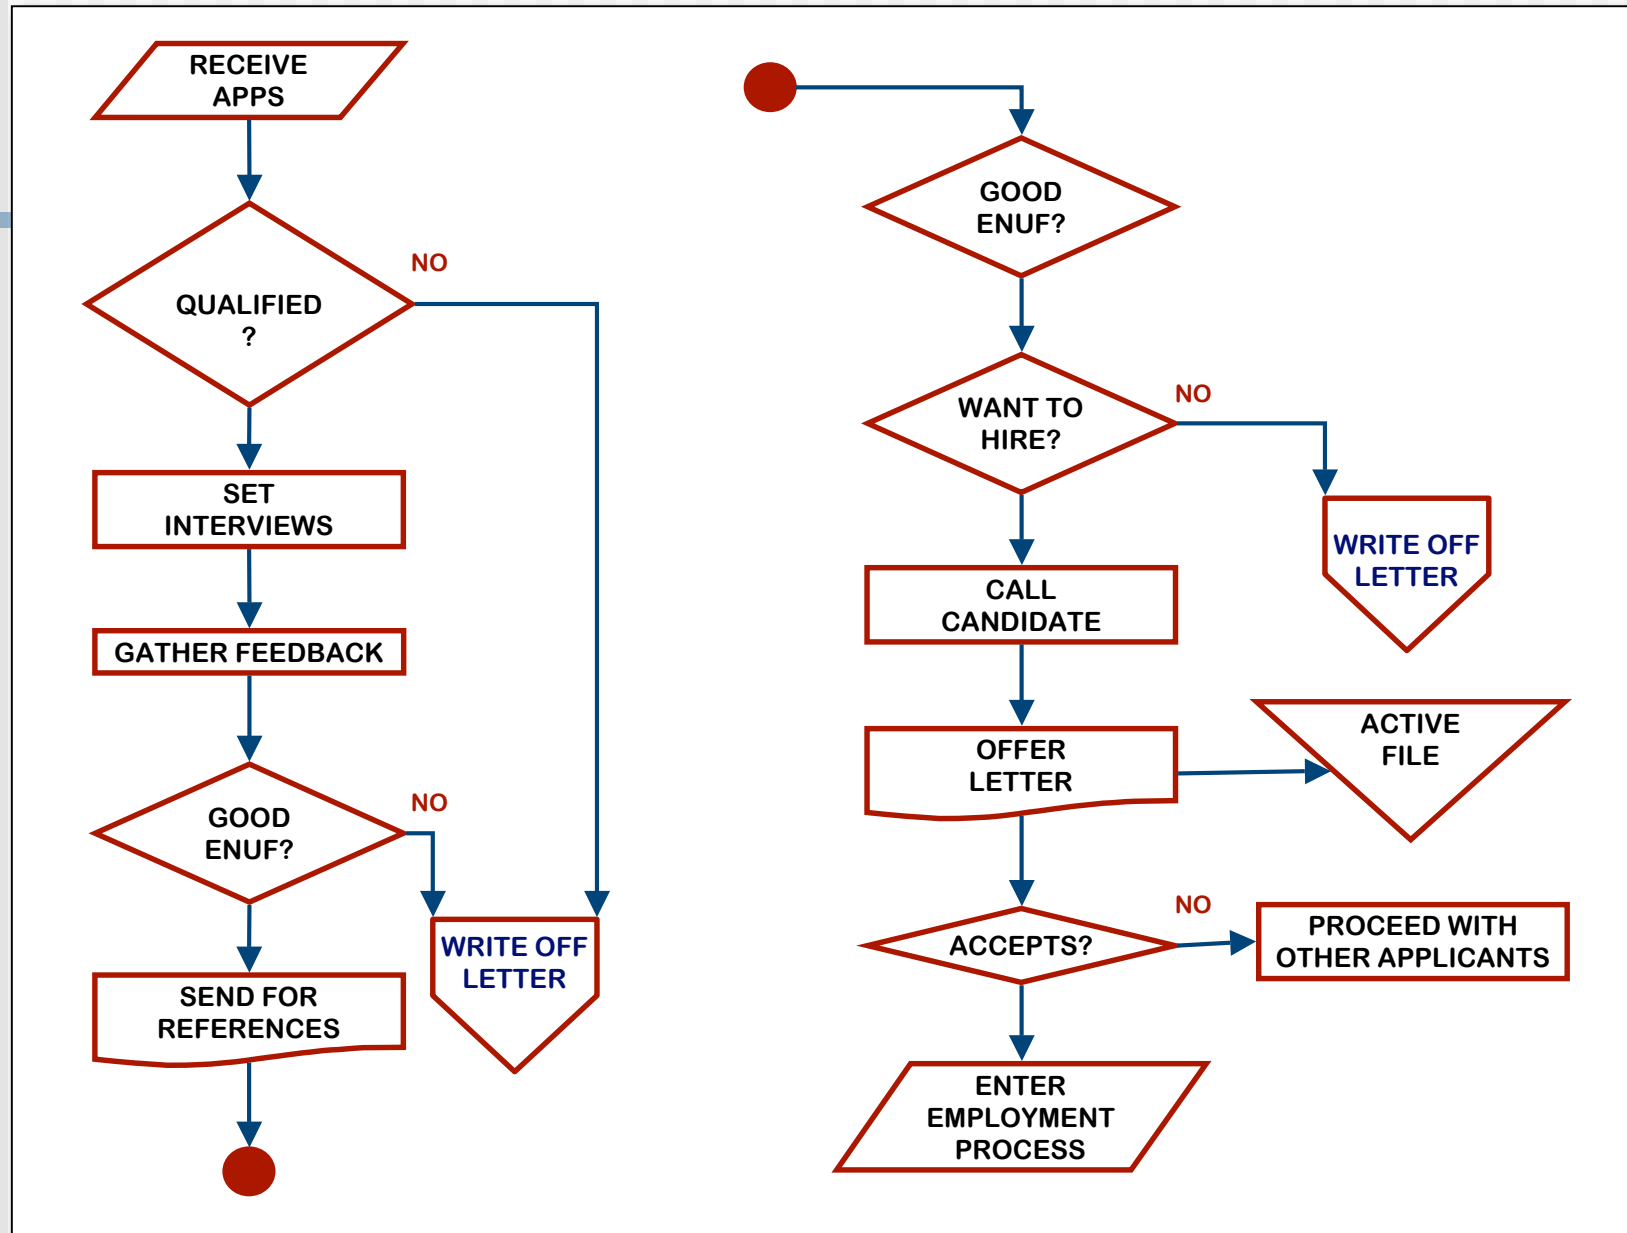 RECEIVE
APPS
QUALIFIED
?
NO
SET
INTERVIEWS
GATHER FEEDBACK
GOOD
ENUF?
NO
WRITE OFF
LETTER
SEND FOR
REFERENCES
GOOD
ENUF?
WANT TO
HIRE?
NO
WRITE OFF
LETTER
CALL
CANDIDATE
OFFER
LETTER
ACTIVE
FILE
ACCEPTS?
NO
PROCEED WITH
OTHER APPLICANTS
ENTER
EMPLOYMENT
PROCESS